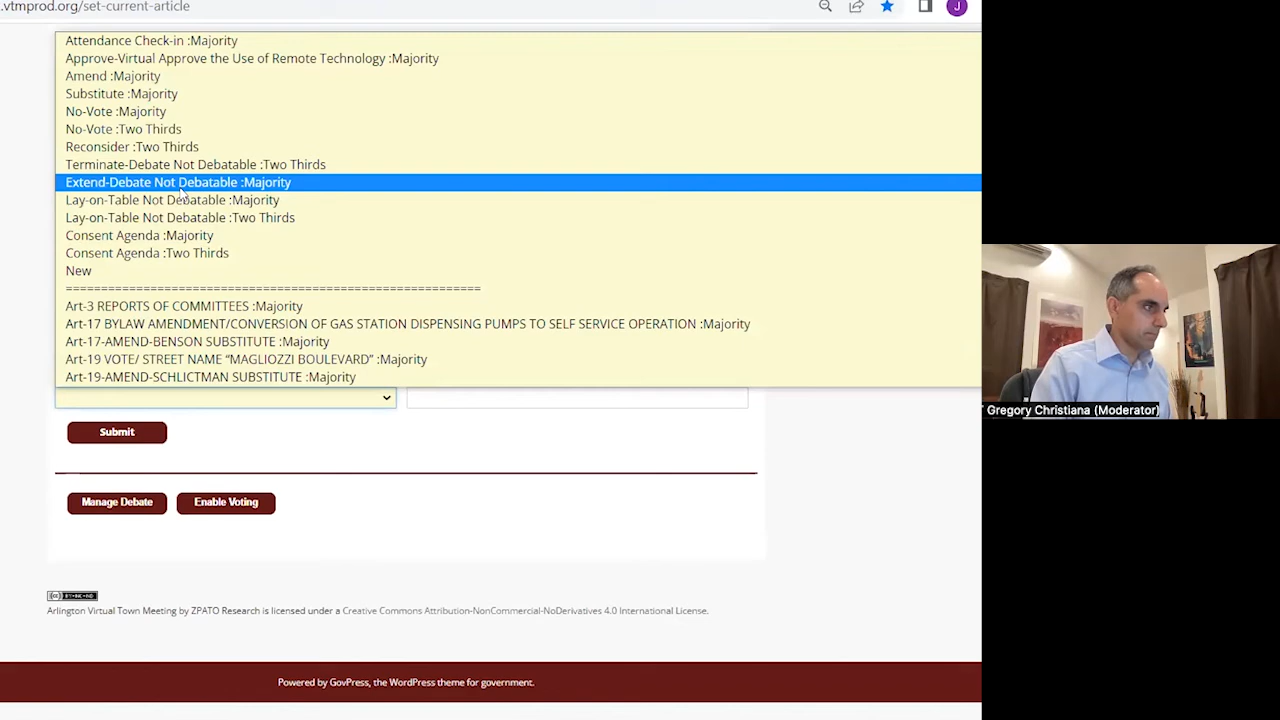 .vtmprod.org/set-current-article
J
Attendance Check-in :Majority
Approve-Virtual Approve the Use of Remote Technology :Majority
Amend :Majority
Substitute :Majority
No-Vote :Majority
No-Vote :Two Thirds
Reconsider :Two Thirds
Terminate-Debate Not Debatable :Two Thirds
Extend-Debate Not Debatable :Majority
Lay-on-Table Not Debatable :Majority
Lay-on-Table Not Debatable :Two Thirds
Consent Agenda :Majority
Consent Agenda :Two Thirds
New
==========================================================
Art-3 REPORTS OF COMMITTEES :Majority
Art-17 BYLAW AMENDMENT/CONVERSION OF GAS STATION DISPENSING PUMPS TO SELF SERVICE OPERATION :Majority
Art-17-AMEND-BENSON SUBSTITUTE :Majority
Art-19 VOTE/ STREET NAME “MAGLIOZZI BOULEVARD” :Majority
Art-19-AMEND-SCHLICTMAN SUBSTITUTE :Majority
Submit
Manage Debate Enable Voting
Arlington Virtual Town Meeting by ZPATO Research is licensed under a Creative Commons Attribution-NonCommercial-NoDerivatives 4.0 International License.
Powered by GovPress, the WordPress theme for government.
Gregory Christiana (Moderator)